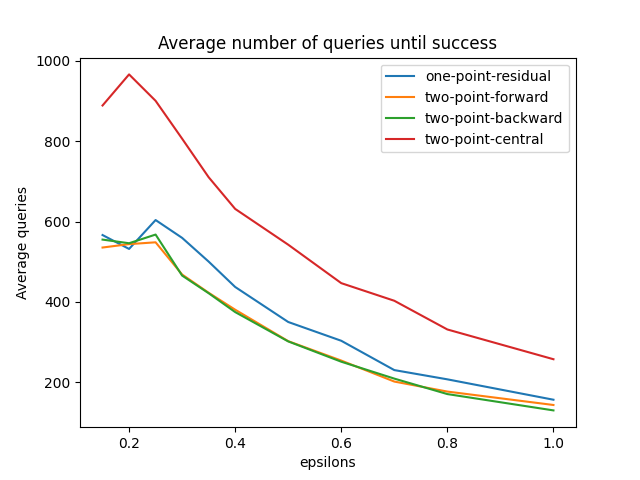 Average number of queries until success
one-point-residual
two-point-forward
two-point-backward
two-point-central
Average queries
1000
800
600
400
200
0.2 0.4 0.6 0.8 1.0
epsilons